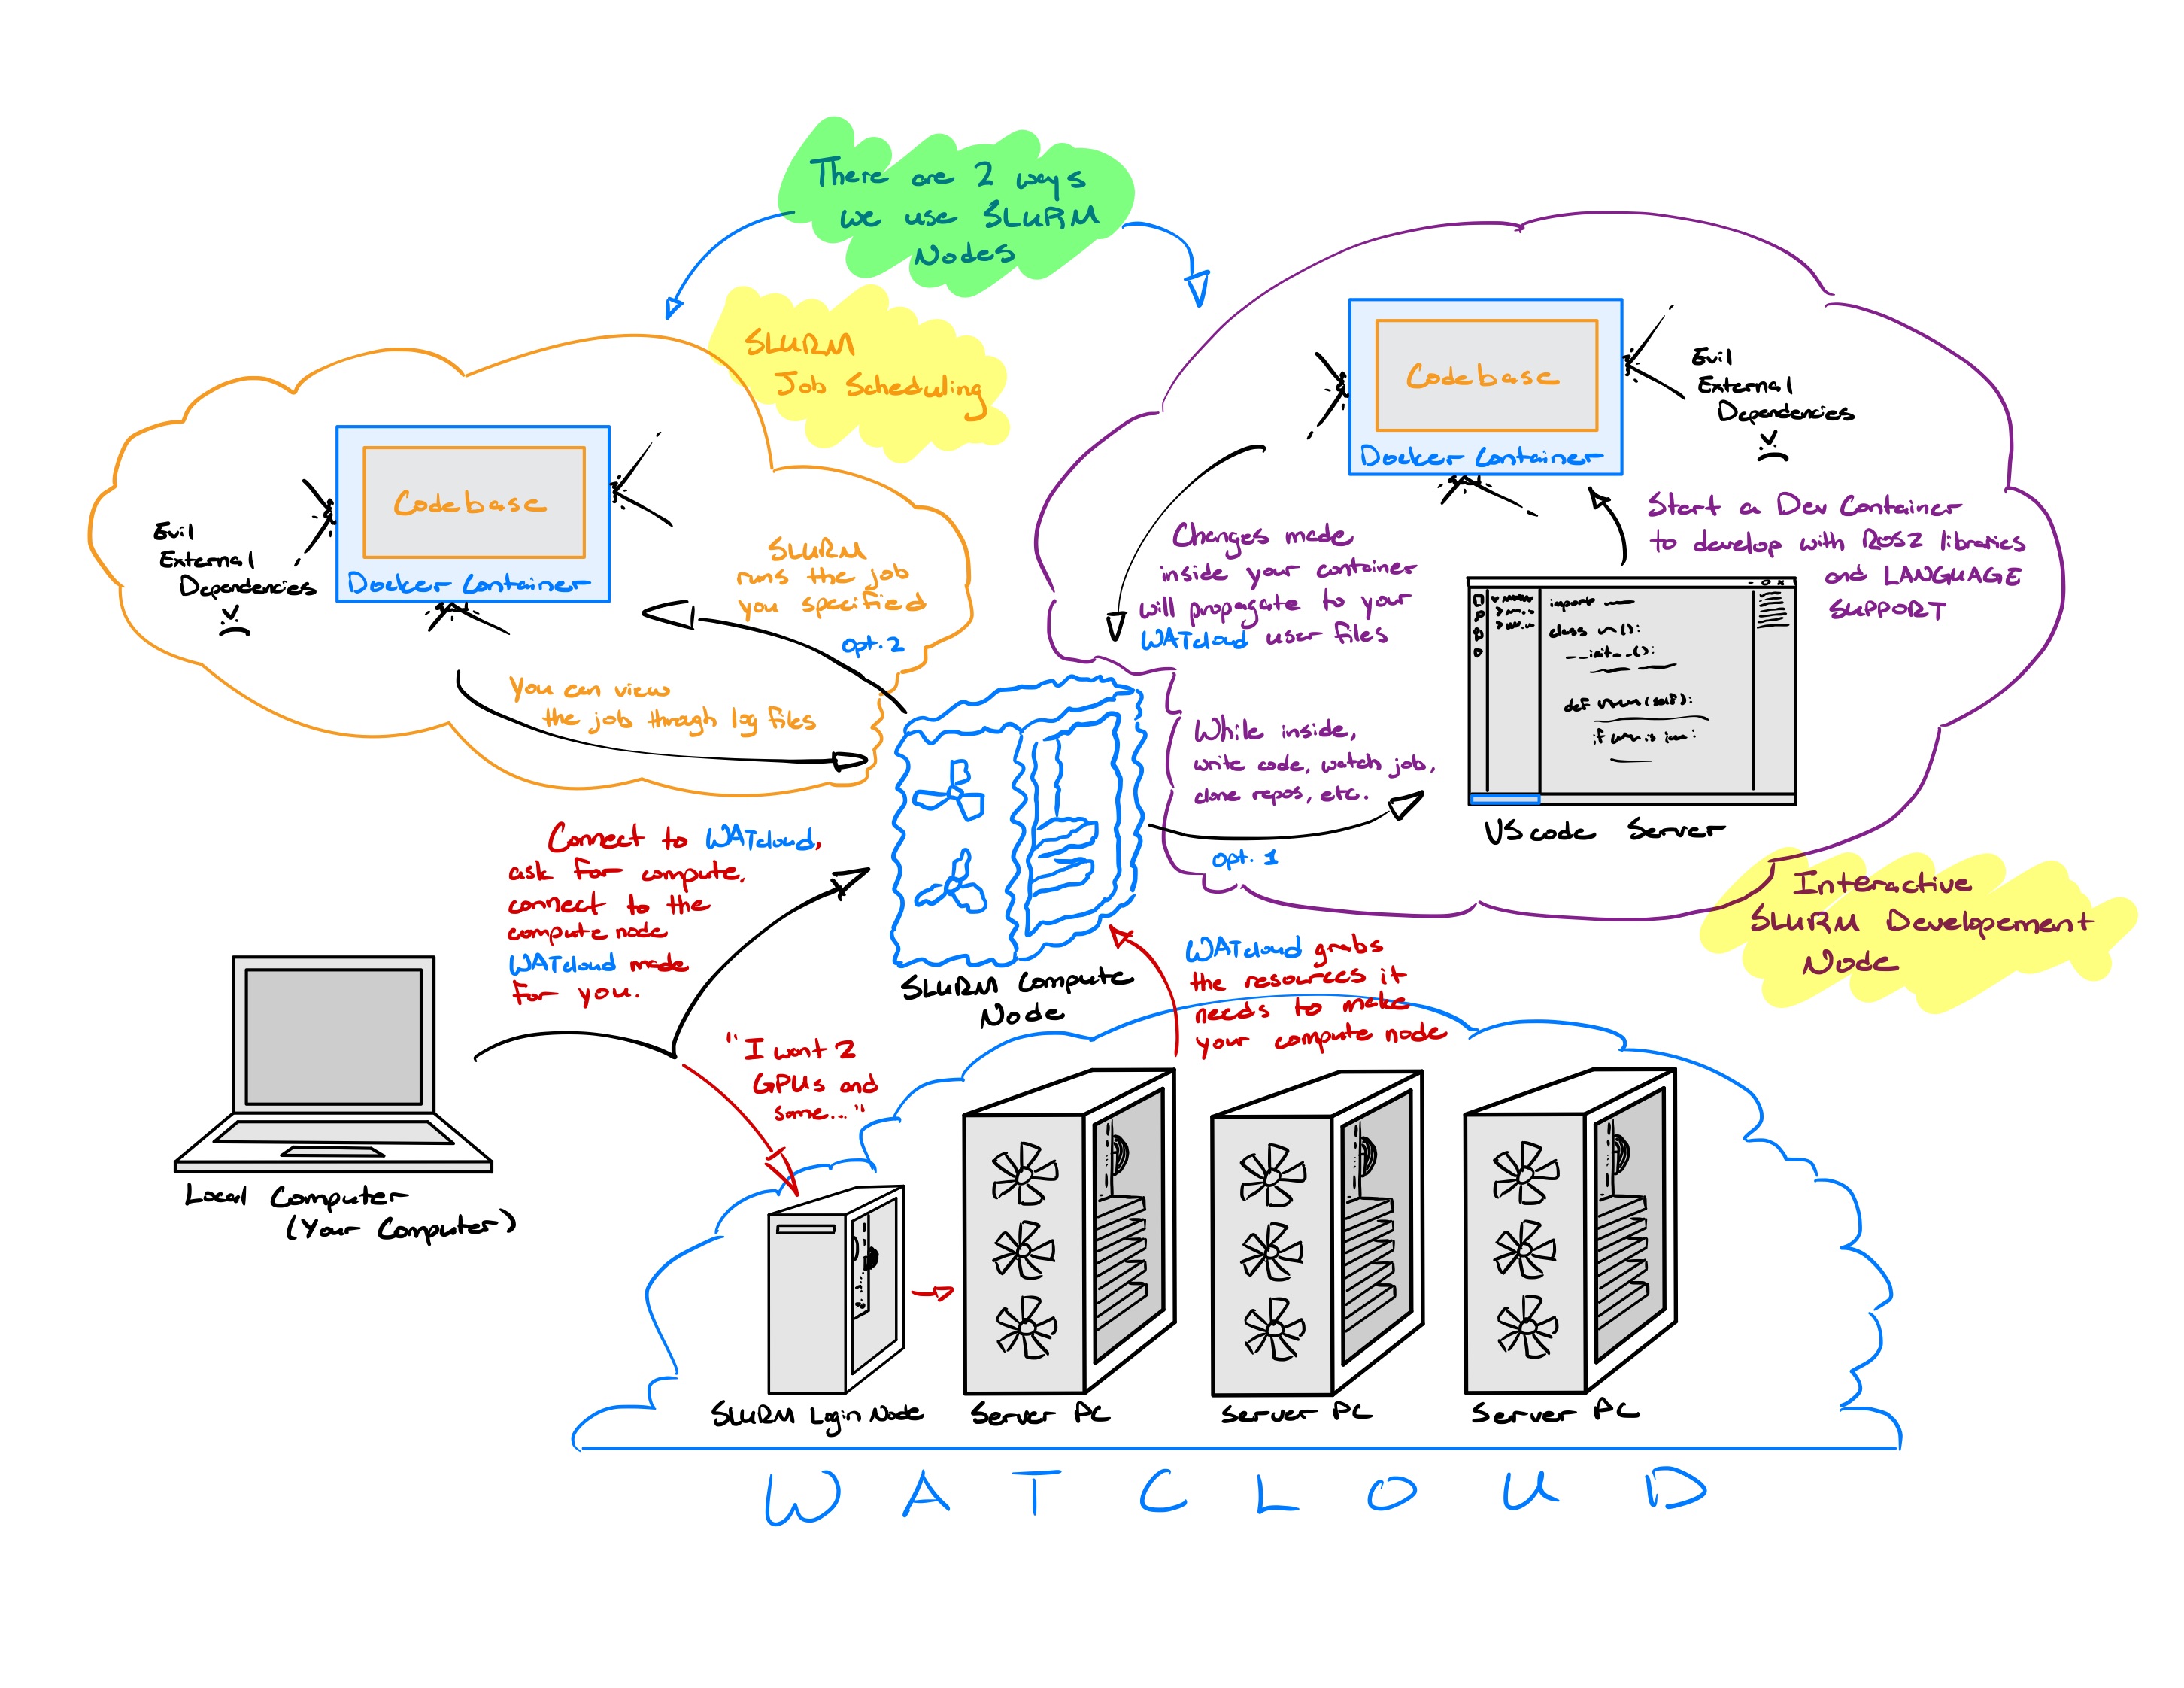 There are 2 ways
we use SLURM
Nodes
SLURM
Job Scheduling
Codebase
Docker Container
Evil
External
Dependencies
SLURM
runs the job
you specified
opt. 2
You can view
the job through log files
Codebase
Docker Container
Evil
External
Dependencies
Start a Dev Container
to develop with ROS2 libraries
and LANGUAGE
SUPPORT
Changes made
inside your container
will propagate to your
WATcloud user files
While inside,
write code, watch job,
clone repos, etc.
opt. 1
import
class
__init__():
def (self):
if
VScode Server
Interactive
SLURM Developement
Node
Connect to WATcloud,
ask for compute,
connect to the
compute node
WATcloud made
for you.
SLURM Compute
Node
WATcloud grabs
the resources it
needs to make
your compute node
"I want 2
GPUs and
some..."
Local Computer
(Your Computer)
SLURM Login Node
Server PC
Server PC
Server PC
WATCLOUD